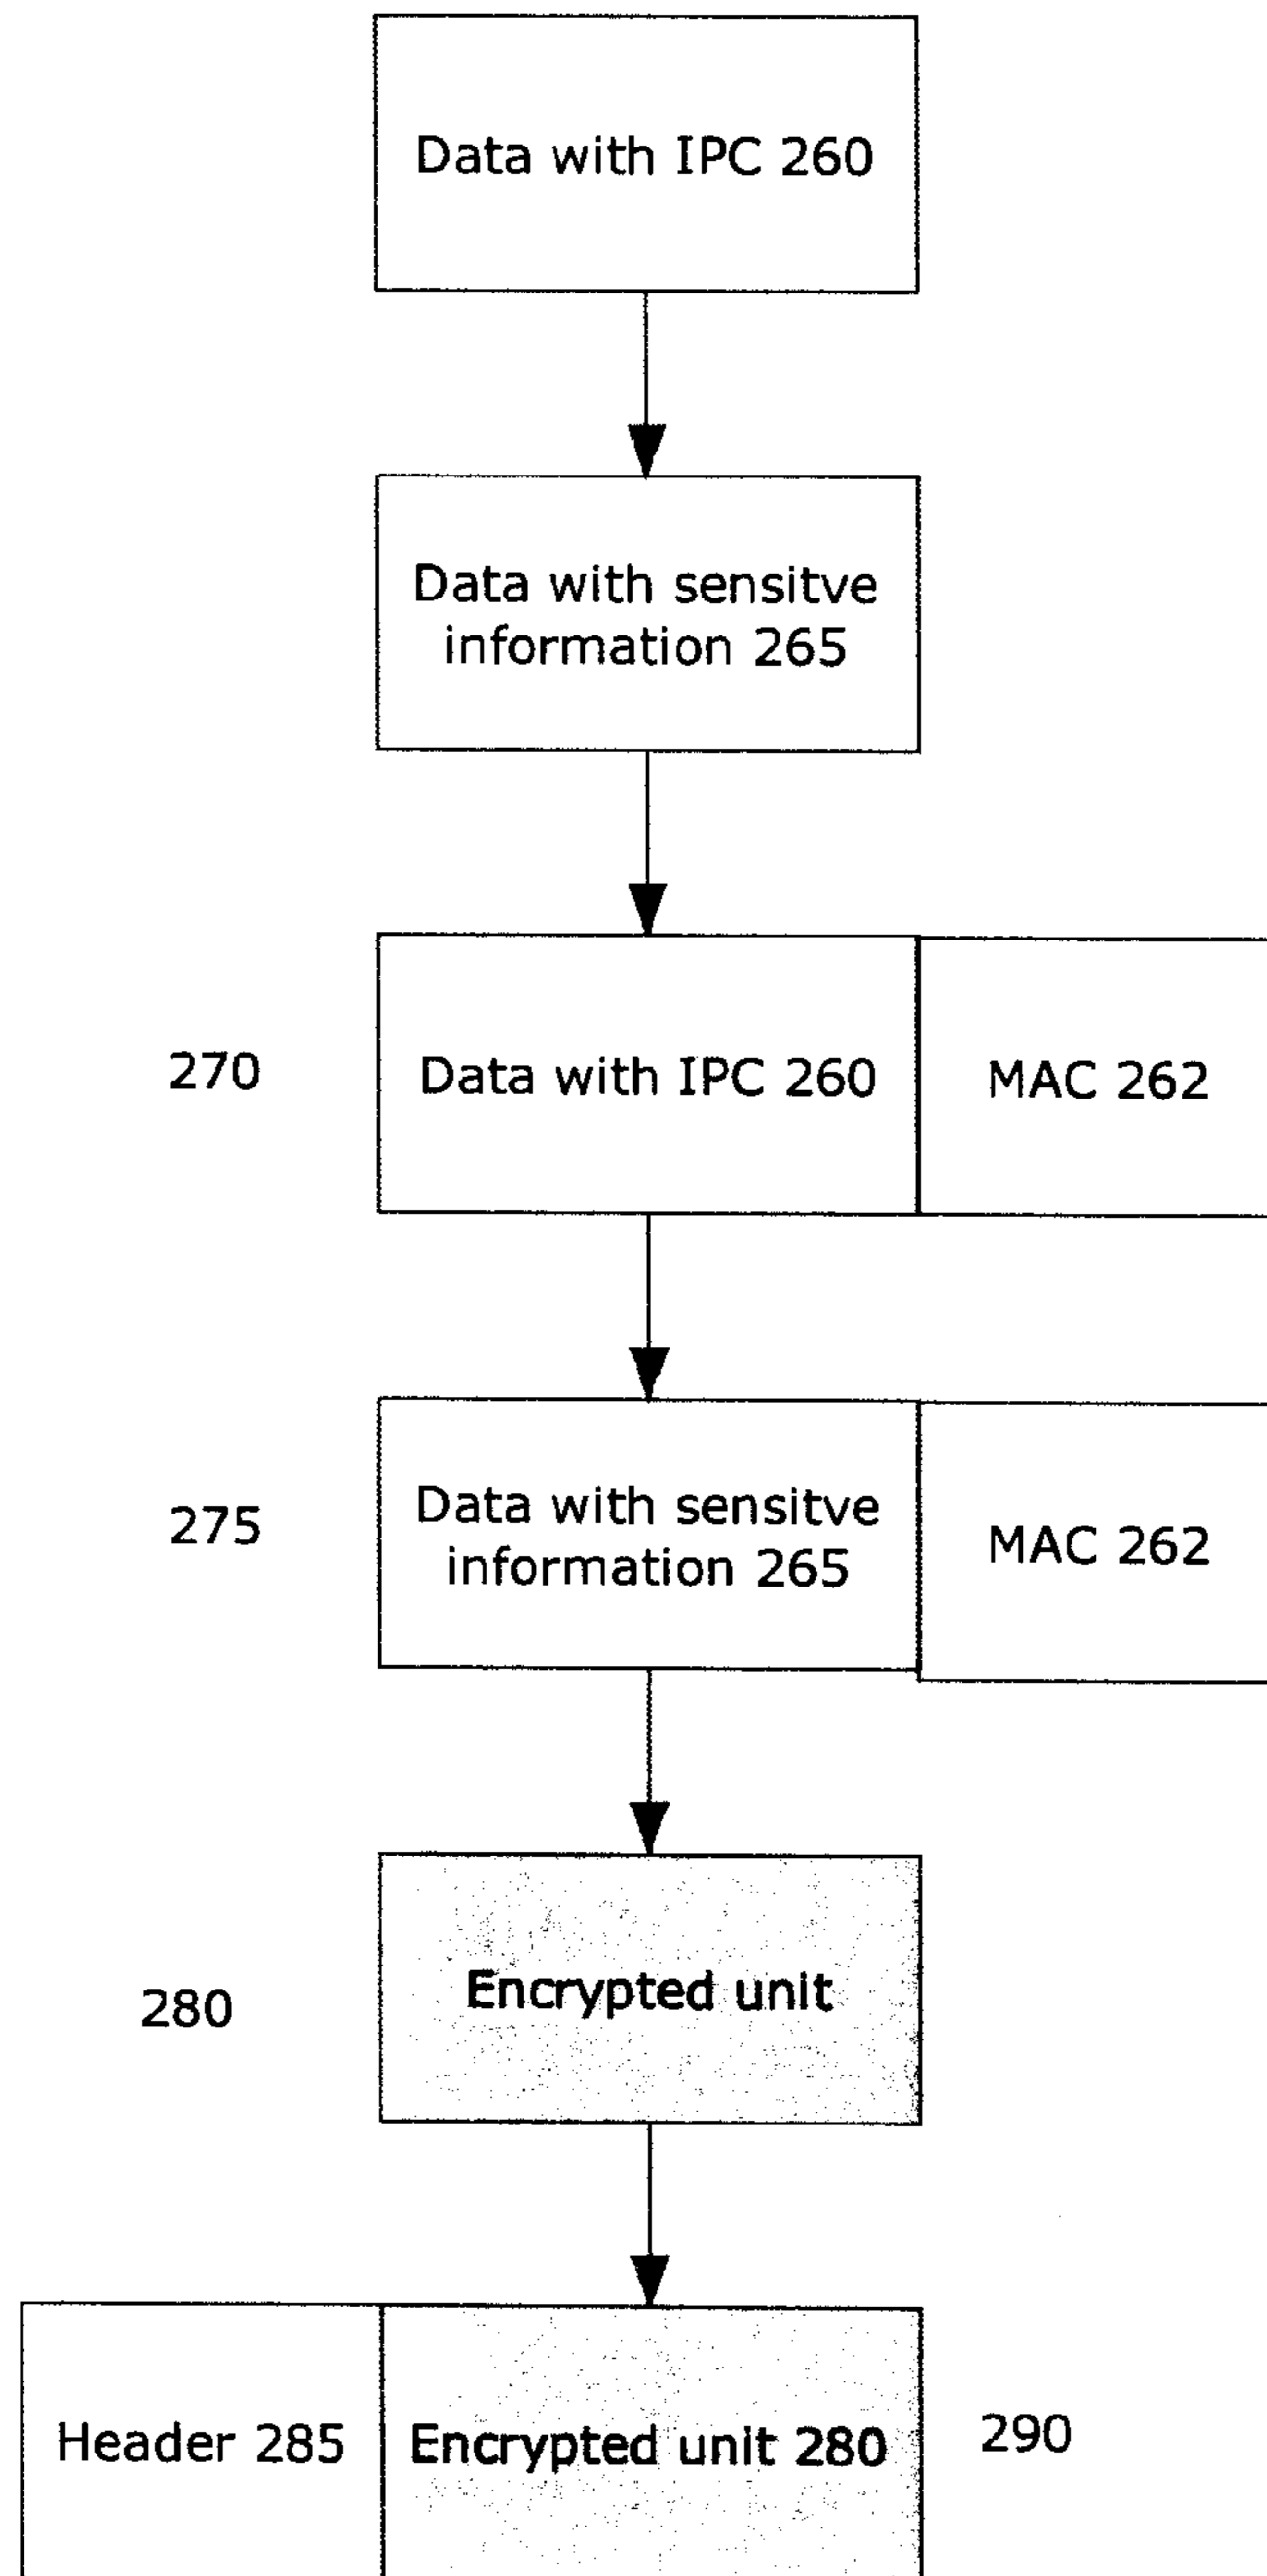 Data with IPC 260
Data with sensitve
information 265
270
Data with IPC 260
MAC 262
275
Data with sensitve
information 265
MAC 262
280
Encrypted unit
Header 285
Encrypted unit 280
290